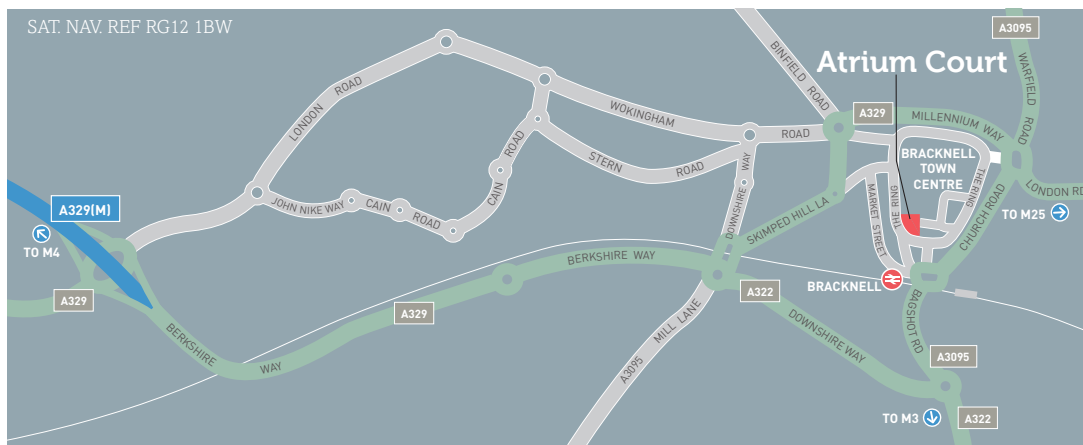 SAT. NAV. REF RG12 1BW
A3095
WARFIELD
ROAD
BINFIELD ROAD
Atrium Court
A329
MILLENNIUM WAY
BRACKNELL
TOWN
CENTRE
LONDON ROAD
WOKINGHAM
ROAD
STERN
ROAD
CAIN
ROAD
JOHN NIKE WAY
CAIN
ROAD
DOWNSHIRE WAY
SKIMPED HILL LA
MARKET STREET
THE RING
THE RING
CHURCH ROAD
LONDON RD
TO M25
A329(M)
TO M4
A329
BERKSHIRE
WAY
A329
BERKSHIRE WAY
A322
BRACKNELL
BAGSHOT RD
A3095 MILL LANE
DOWNSHIRE WAY
A3095
TO M3
A322